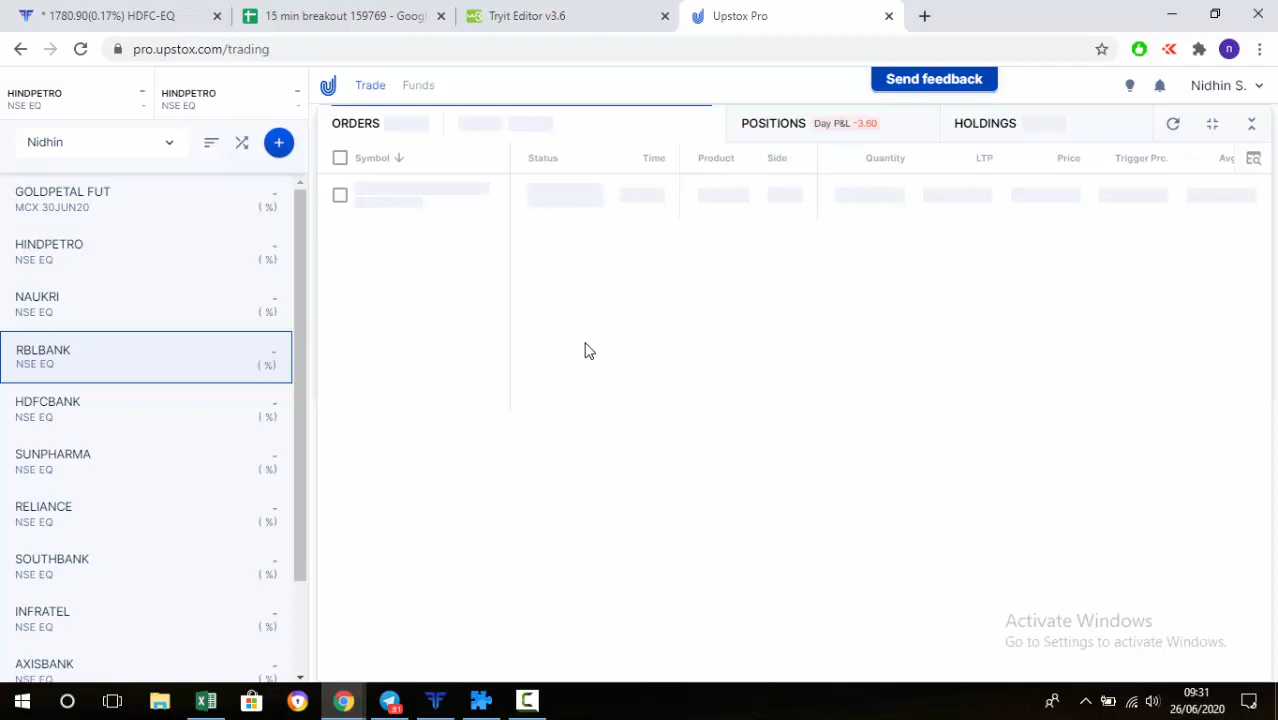 * 1780.90(0.17%) HDFC-EQ
15 min breakout 159769 - Googl
Tryit Editor v3.6
Upstox Pro
pro.upstox.com/trading
n
HINDPETRO -
NSE EQ -
HINDPETRO -
NSE EQ -
Trade
Funds
Send feedback
Nidhin S.
Nidhin
ORDERS
POSITIONS Day P&L -3.60
HOLDINGS
Symbol
Status
Time
Product
Side
Quantity
LTP
Price
Trigger Prc.
Avg
GOLDPETAL FUT -
MCX 30JUN20 ( %)
HINDPETRO -
NSE EQ ( %)
NAUKRI -
NSE EQ ( %)
RBLBANK -
NSE EQ ( %)
HDFCBANK -
NSE EQ ( %)
SUNPHARMA -
NSE EQ ( %)
RELIANCE -
NSE EQ ( %)
SOUTHBANK -
NSE EQ ( %)
INFRATEL -
NSE EQ ( %)
AXISBANK -
NSE EQ ( %)
Activate Windows
Go to Settings to activate Windows.
81
09:31
26/06/2020